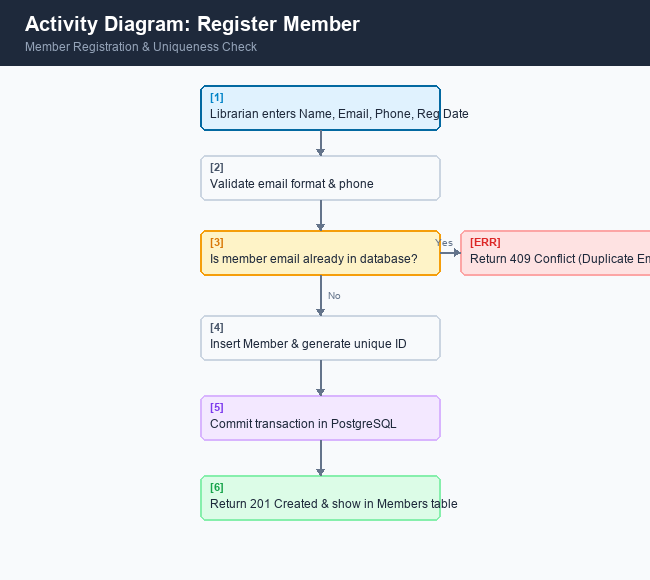 Activity Diagram: Register Member
Member Registration & Uniqueness Check
[1]
Librarian enters Name, Email, Phone, Reg Date
[2]
Validate email format & phone
[3]
Is member email already in database?
Yes
[ERR]
Return 409 Conflict (Duplicate
No
[4]
Insert Member & generate unique ID
[5]
Commit transaction in PostgreSQL
[6]
Return 201 Created & show in Members table